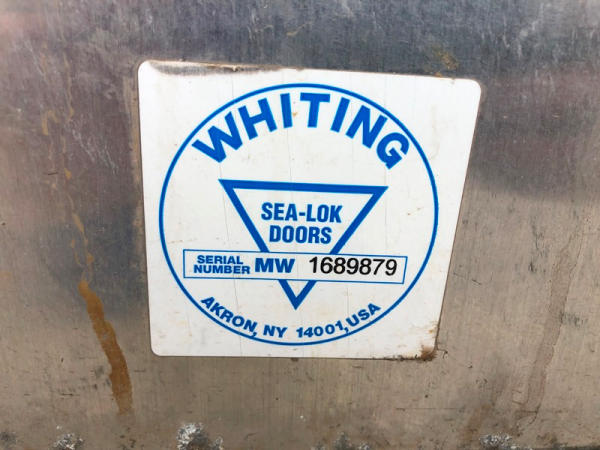 WHITING
SEA-LOK
DOORS
SERIAL
NUMBER MW 1689879
AKRON, NY 14001, USA